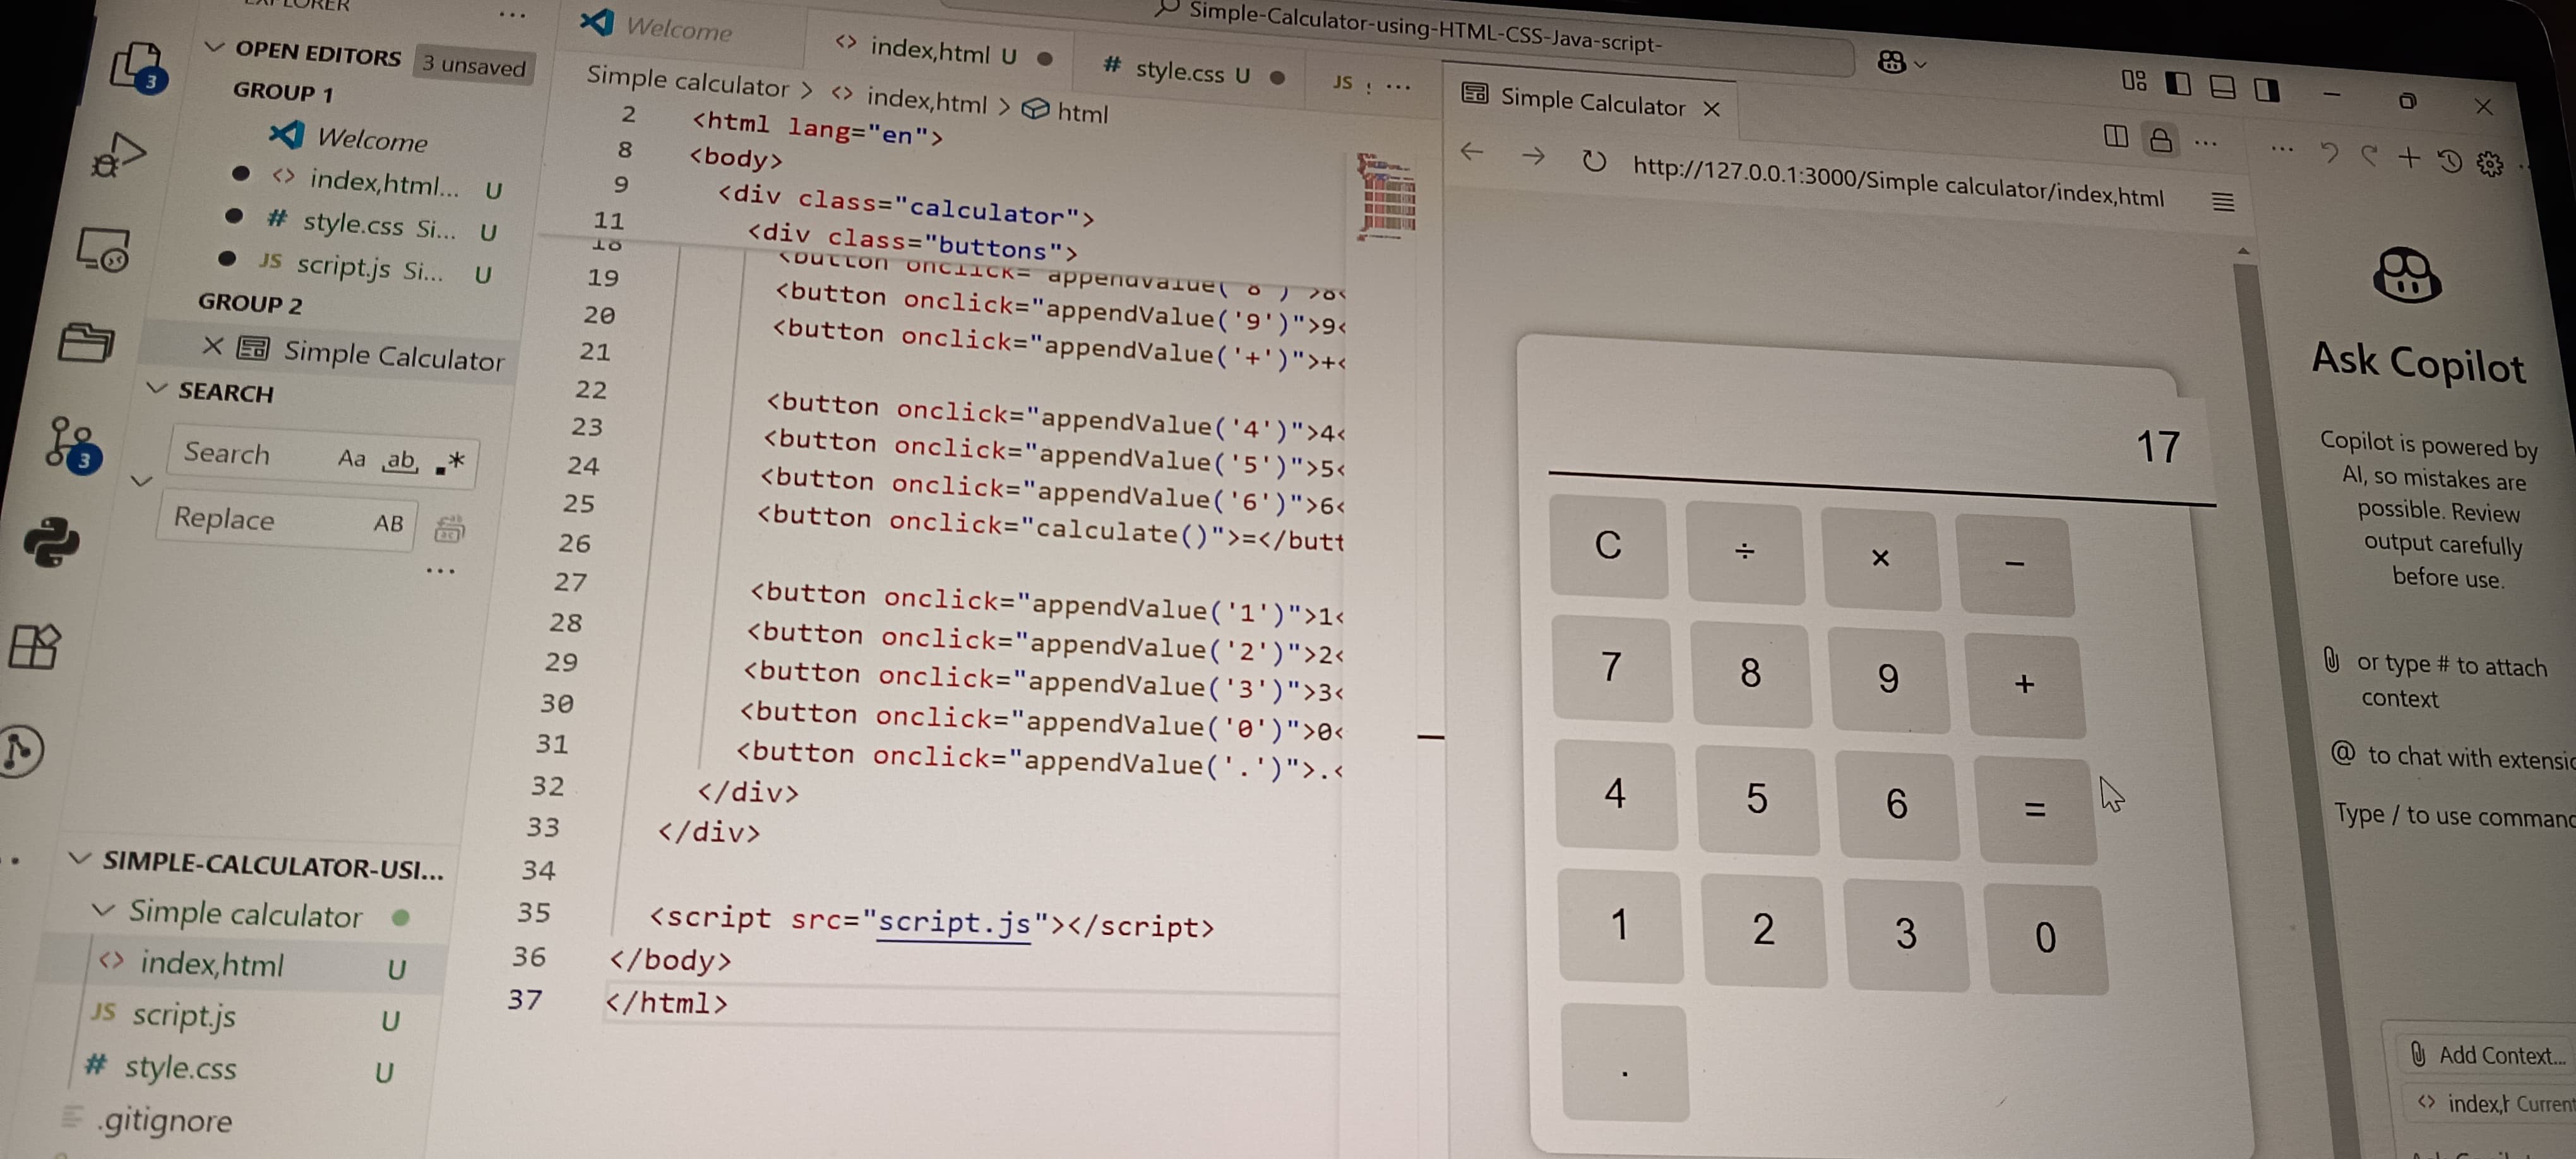 OPEN EDITORS 3 unsaved
GROUP 1
Welcome
index,html... U
# style.css Si... U
JS script.js Si... U
GROUP 2
Simple Calculator
SEARCH
Search Aa ab .*
Replace AB
...
SIMPLE-CALCULATOR-USI...
Simple calculator
<> index,html U
JS script.js U
# style.css U
.gitignore
3
3
Simple-Calculator-using-HTML-CSS-Java-script-
Welcome
<> index,html U
# style.css U
JS
...
Simple calculator > <> index,html > html
2 <html lang="en">
8 <body>
9 <div class="calculator">
11 <div class="buttons">
18
19
20 <button onclick="appendValue('9')">9<
21 <button onclick="appendValue('+')">+<
22
23 <button onclick="appendValue('4')">4<
24 <button onclick="appendValue('5')">5<
25 <button onclick="appendValue('6')">6<
26 <button onclick="calculate()">=</butt
27
28 <button onclick="appendValue('1')">1<
29 <button onclick="appendValue('2')">2<
30 <button onclick="appendValue('3')">3<
31 <button onclick="appendValue('0')">0<
32 <button onclick="appendValue('.')">.<
33 </div>
34 </div>
35 <script src="script.js"></script>
36 </body>
37 </html>
Simple Calculator
http://127.0.0.1:3000/Simple calculator/index,html
17
C ÷ × −
7 8 9 +
4 5 6 =
1 2 3 0
.
Ask Copilot
Copilot is powered by
AI, so mistakes are
possible. Review
output carefully
before use.
or type # to attach
context
@ to chat with extensio
Type / to use command
Add Context...
<> index,h Current